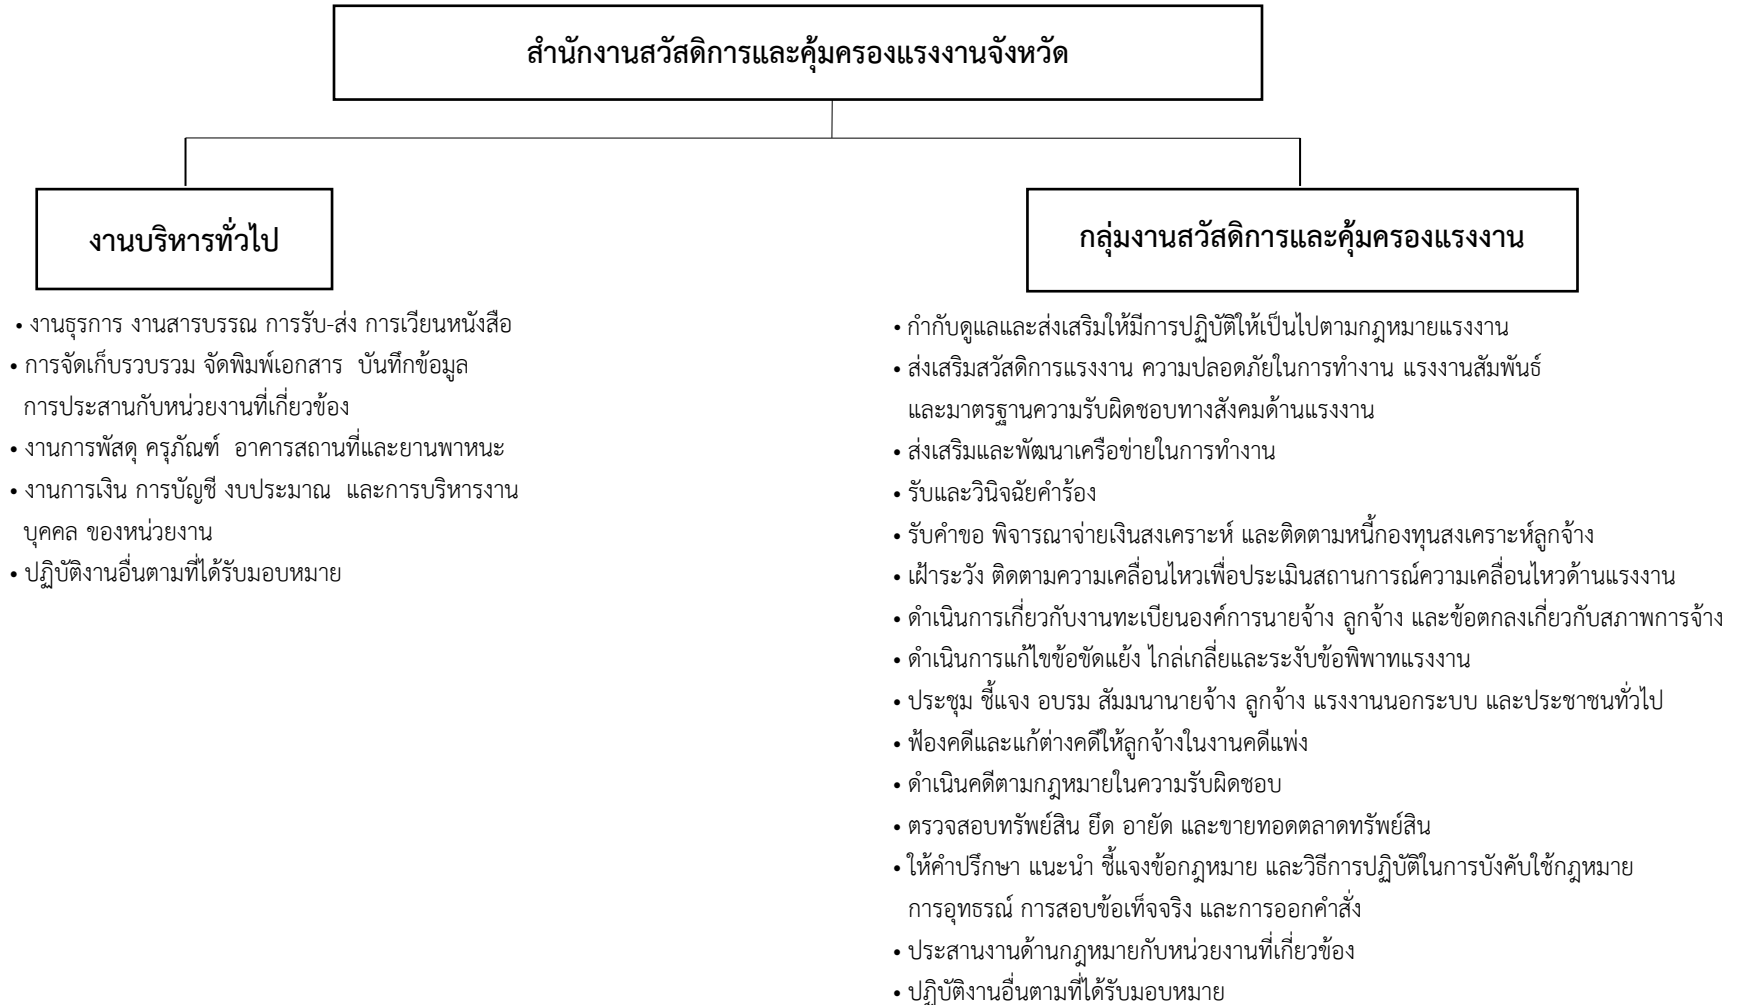 สำนักงานสวัสดิการและคุ้มครองแรงงานจังหวัด
งานบริหารทั่วไป
• งานธุรการ งานสารบรรณ การรับ-ส่ง การเวียนหนังสือ
• การจัดเก็บรวบรวม จัดพิมพ์เอกสาร บันทึกข้อมูล
การประสานกับหน่วยงานที่เกี่ยวข้อง
• งานการพัสดุ ครุภัณฑ์ อาคารสถานที่และยานพาหนะ
• งานการเงิน การบัญชี งบประมาณ และการบริหารงาน
บุคคล ของหน่วยงาน
• ปฏิบัติงานอื่นตามที่ได้รับมอบหมาย
กลุ่มงานสวัสดิการและคุ้มครองแรงงาน
• กำกับดูแลและส่งเสริมให้มีการปฏิบัติให้เป็นไปตามกฎหมายแรงงาน
• ส่งเสริมสวัสดิการแรงงาน ความปลอดภัยในการทำงาน แรงงานสัมพันธ์
และมาตรฐานความรับผิดชอบทางสังคมด้านแรงงาน
• ส่งเสริมและพัฒนาเครือข่ายในการทำงาน
• รับและวินิจฉัยคำร้อง
• รับคำขอ พิจารณาจ่ายเงินสงเคราะห์ และติดตามหนี้กองทุนสงเคราะห์ลูกจ้าง
• เฝ้าระวัง ติดตามความเคลื่อนไหวเพื่อประเมินสถานการณ์ความเคลื่อนไหวด้านแรงงาน
• ดำเนินการเกี่ยวกับงานทะเบียนองค์การนายจ้าง ลูกจ้าง และข้อตกลงเกี่ยวกับสภาพการจ้าง
• ดำเนินการแก้ไขข้อขัดแย้ง ไกล่เกลี่ยและระงับข้อพิพาทแรงงาน
• ประชุม ชี้แจง อบรม สัมมนานายจ้าง ลูกจ้าง แรงงานนอกระบบ และประชาชนทั่วไป
• ฟ้องคดีและแก้ต่างคดีให้ลูกจ้างในงานคดีแพ่ง
• ดำเนินคดีตามกฎหมายในความรับผิดชอบ
• ตรวจสอบทรัพย์สิน ยึด อายัด และขายทอดตลาดทรัพย์สิน
• ให้คำปรึกษา แนะนำ ชี้แจงข้อกฎหมาย และวิธีการปฏิบัติในการบังคับใช้กฎหมาย
การอุทธรณ์ การสอบข้อเท็จจริง และการออกคำสั่ง
• ประสานงานด้านกฎหมายกับหน่วยงานที่เกี่ยวข้อง
• ปฏิบัติงานอื่นตามที่ได้รับมอบหมาย